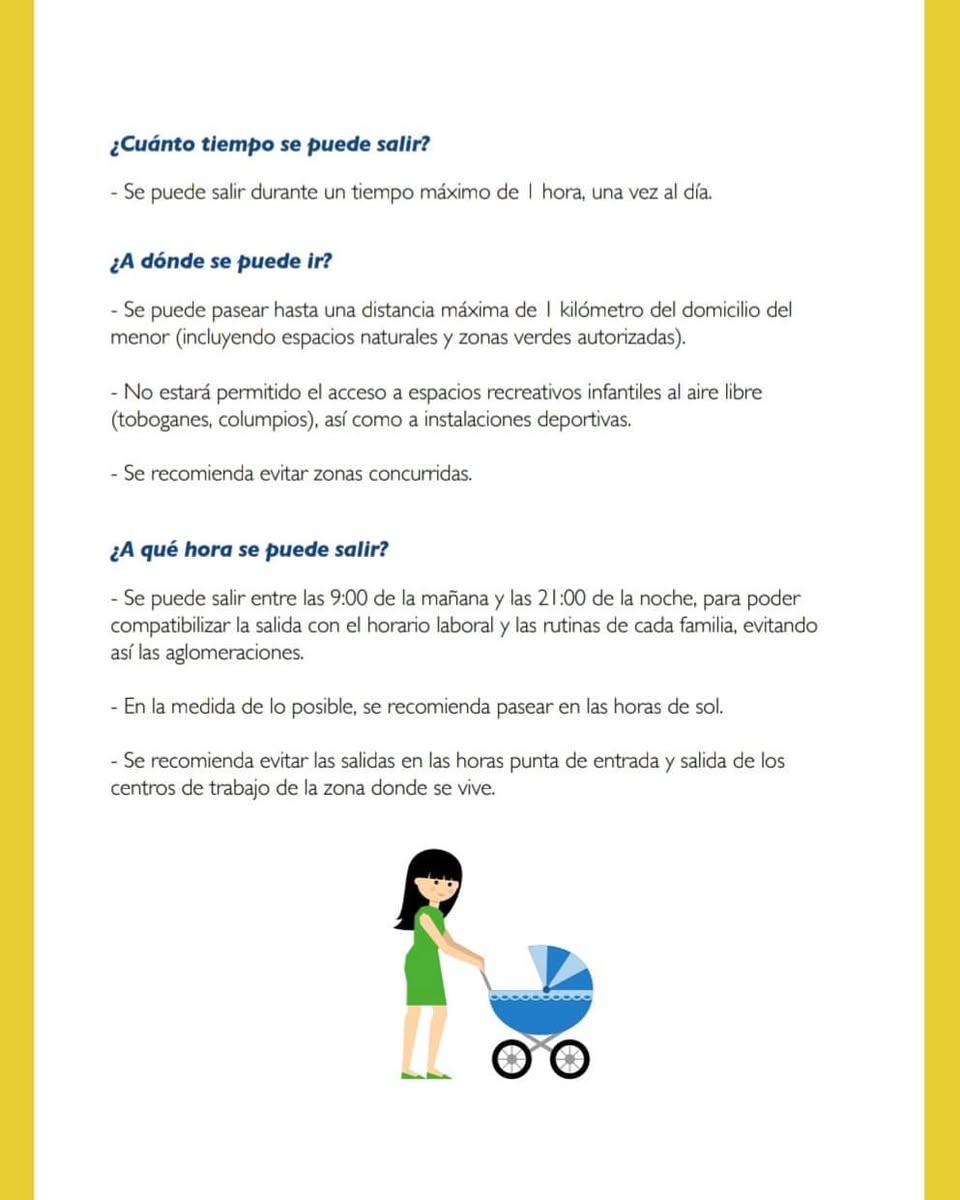 ¿Cuánto tiempo se puede salir?
- Se puede salir durante un tiempo máximo de 1 hora, una vez al día.
¿A dónde se puede ir?
- Se puede pasear hasta una distancia máxima de 1 kilómetro del domicilio del
menor (incluyendo espacios naturales y zonas verdes autorizadas).
- No estará permitido el acceso a espacios recreativos infantiles al aire libre
(toboganes, columpios), así como a instalaciones deportivas.
- Se recomienda evitar zonas concurridas.
¿A qué hora se puede salir?
- Se puede salir entre las 9:00 de la mañana y las 21:00 de la noche, para poder
compatibilizar la salida con el horario laboral y las rutinas de cada familia, evitando
así las aglomeraciones.
- En la medida de lo posible, se recomienda pasear en las horas de sol.
- Se recomienda evitar las salidas en las horas punta de entrada y salida de los
centros de trabajo de la zona donde se vive.